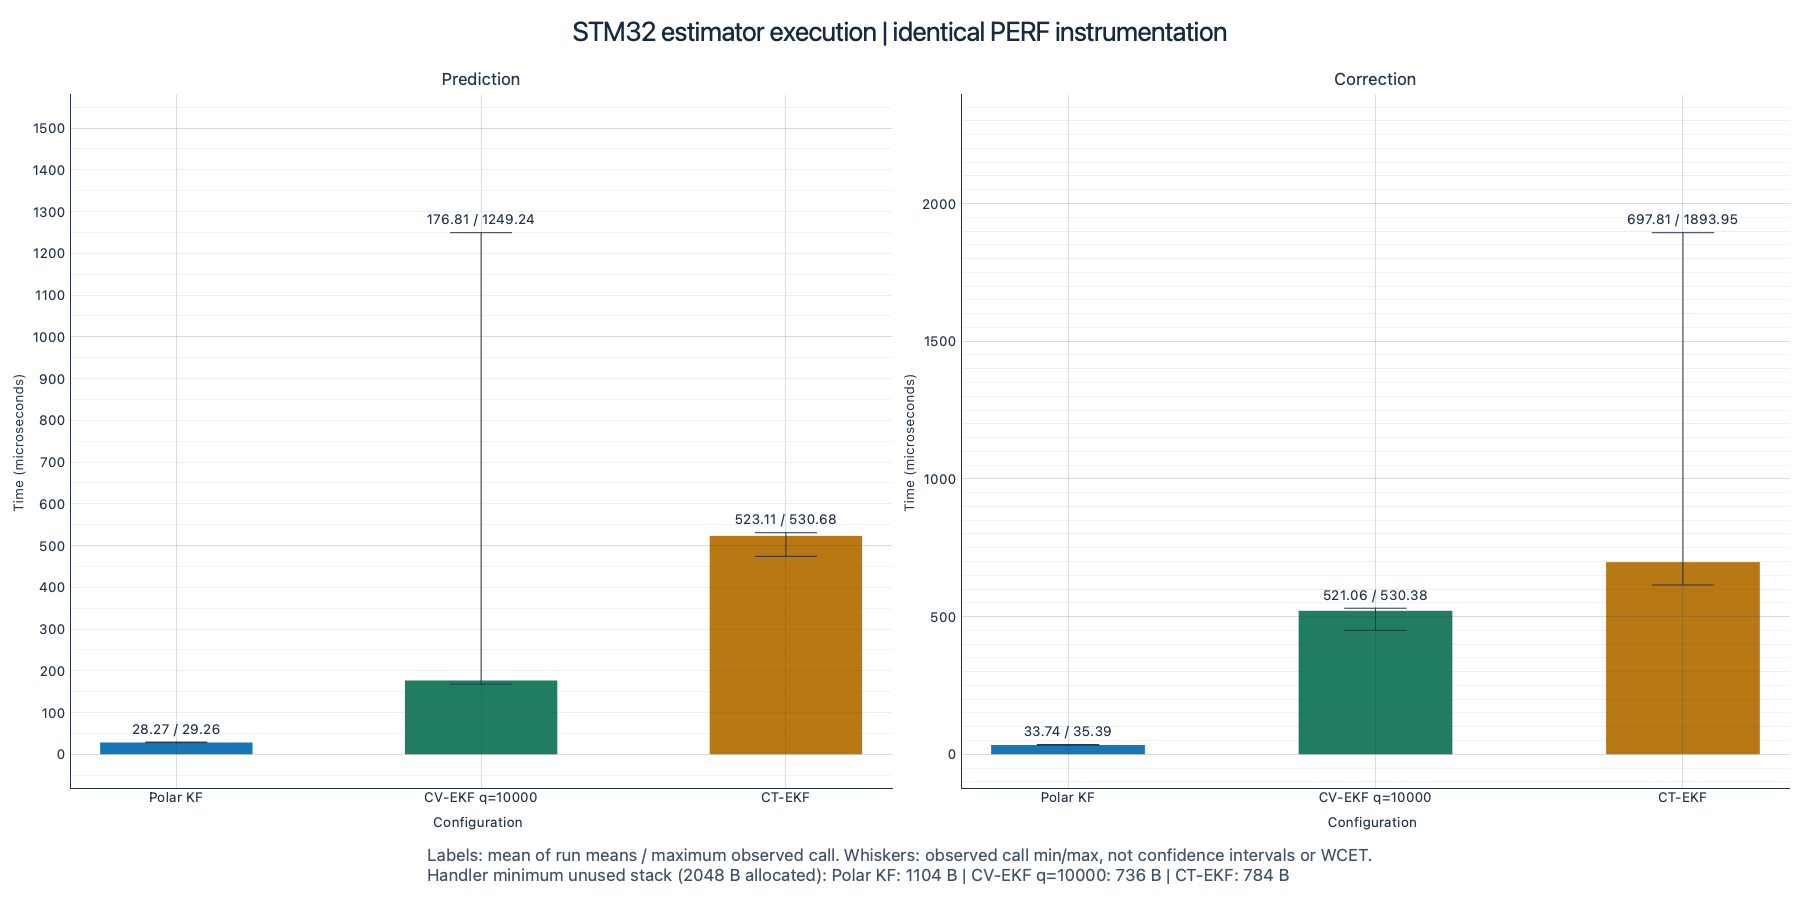 STM32 estimator execution | identical PERF instrumentation
Prediction
Time (microseconds)
1500
1400
1300
1200
1100
1000
900
800
700
600
500
400
300
200
100
0
28.27 / 29.26
176.81 / 1249.24
523.11 / 530.68
Polar KF
CV-EKF q=10000
CT-EKF
Configuration
Correction
Time (microseconds)
2000
1500
1000
500
0
33.74 / 35.39
521.06 / 530.38
697.81 / 1893.95
Polar KF
CV-EKF q=10000
CT-EKF
Configuration
Labels: mean of run means / maximum observed call. Whiskers: observed call min/max, not confidence intervals or WCET.
Handler minimum unused stack (2048 B allocated): Polar KF: 1104 B | CV-EKF q=10000: 736 B | CT-EKF: 784 B